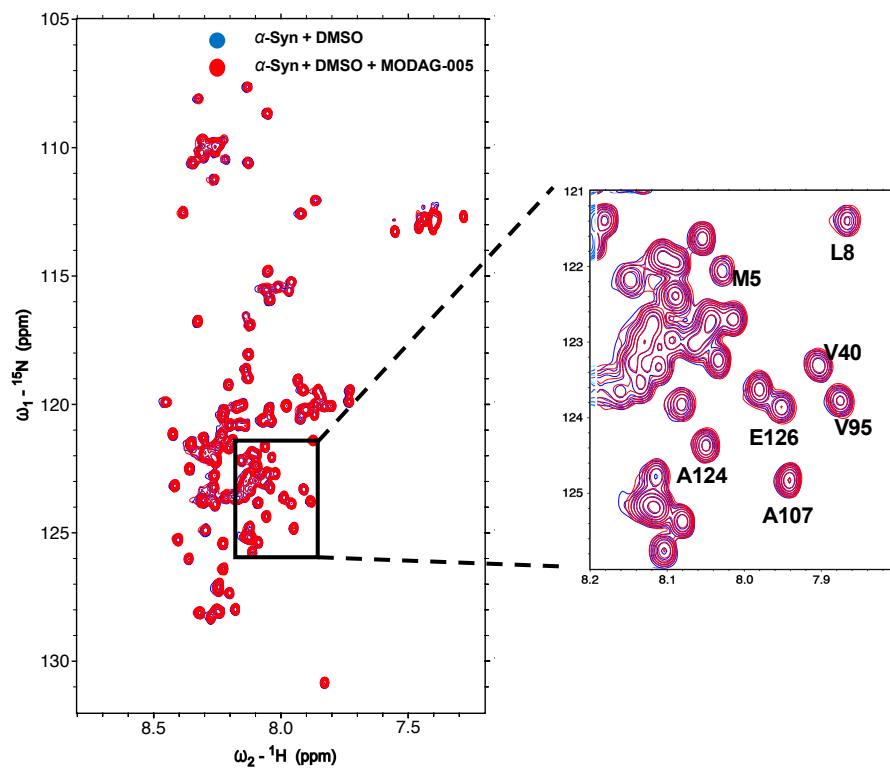 α-Syn + DMSO
α-Syn + DMSO + MODAG-005
105
110
115
120
125
130
ω1 - 15N (ppm)
8.5
8.0
7.5
ω2 - 1H (ppm)
121
122
123
124
125
8.2
8.1
8.0
7.9
L8
M5
V40
E126
V95
A124
A107